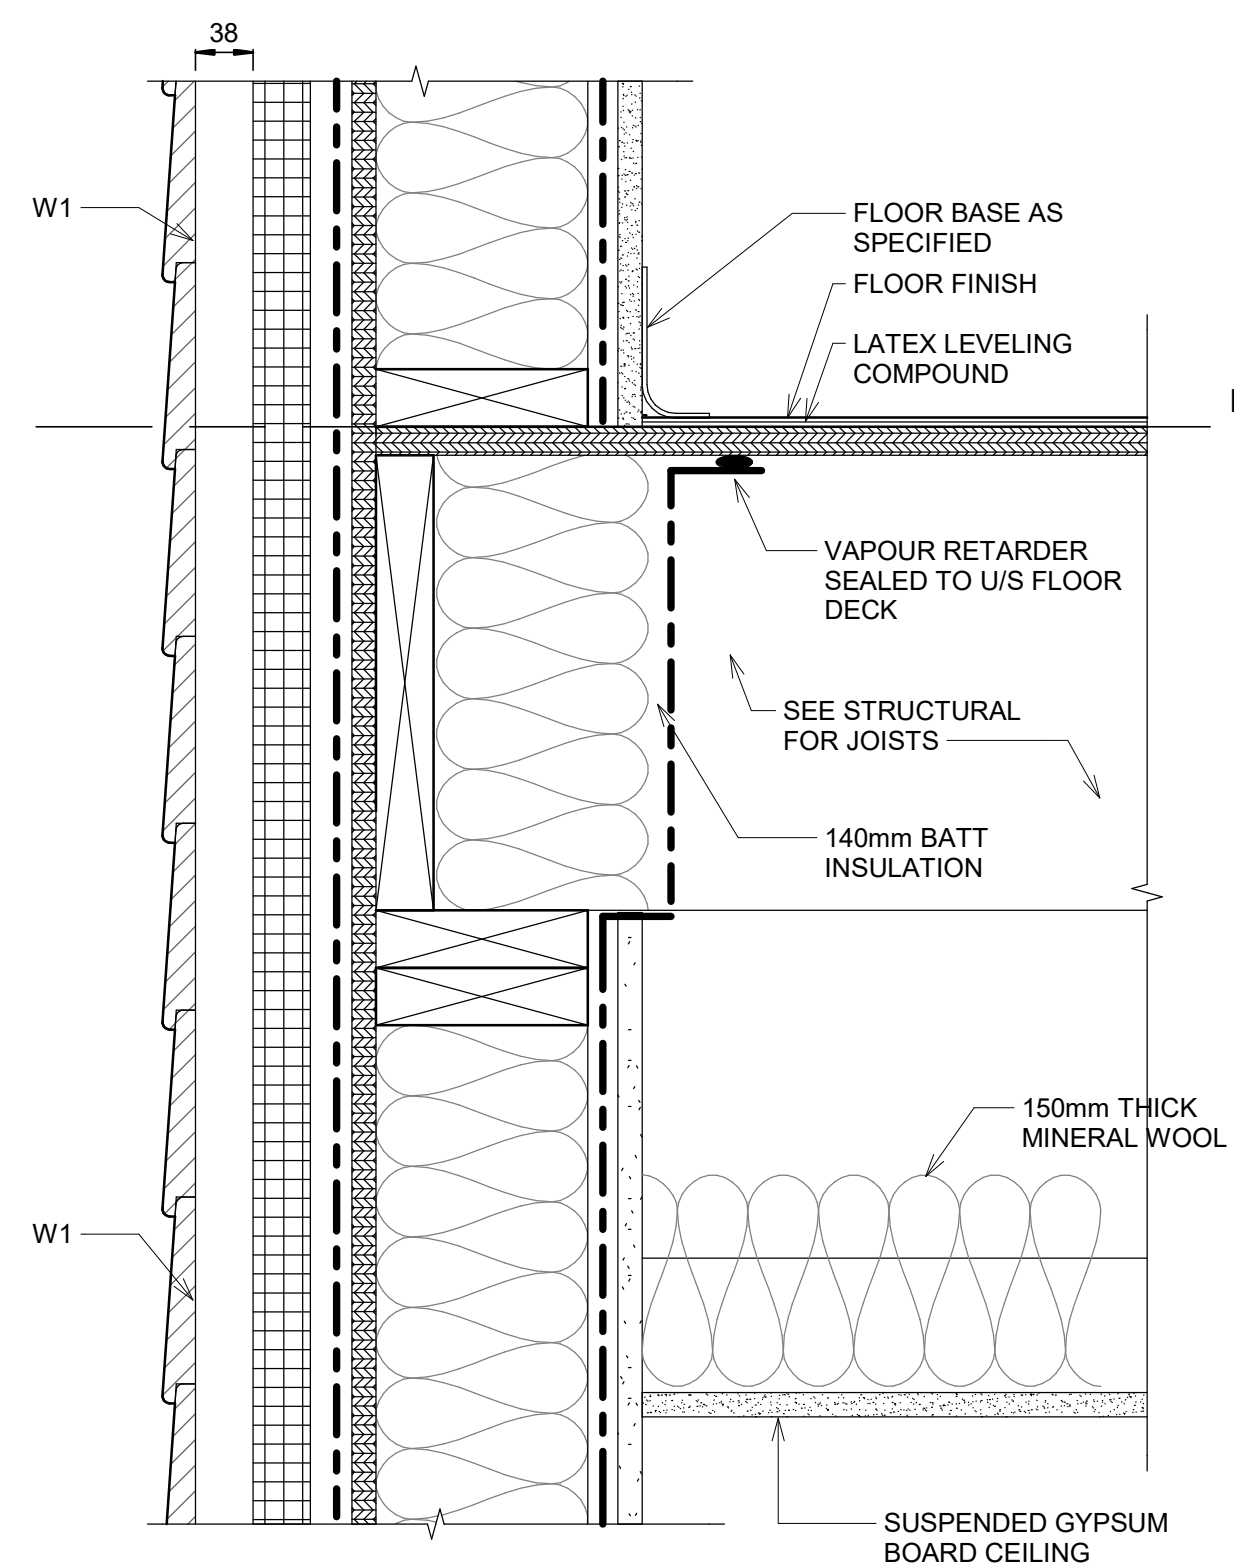 38
W1
FLOOR BASE AS
SPECIFIED
FLOOR FINISH
LATEX LEVELING
COMPOUND
VAPOUR RETARDER
SEALED TO U/S FLOOR
DECK
SEE STRUCTURAL
FOR JOISTS
140mm BATT
INSULATION
150mm THICK
MINERAL WOOL
W1
SUSPENDED GYPSUM
BOARD CEILING